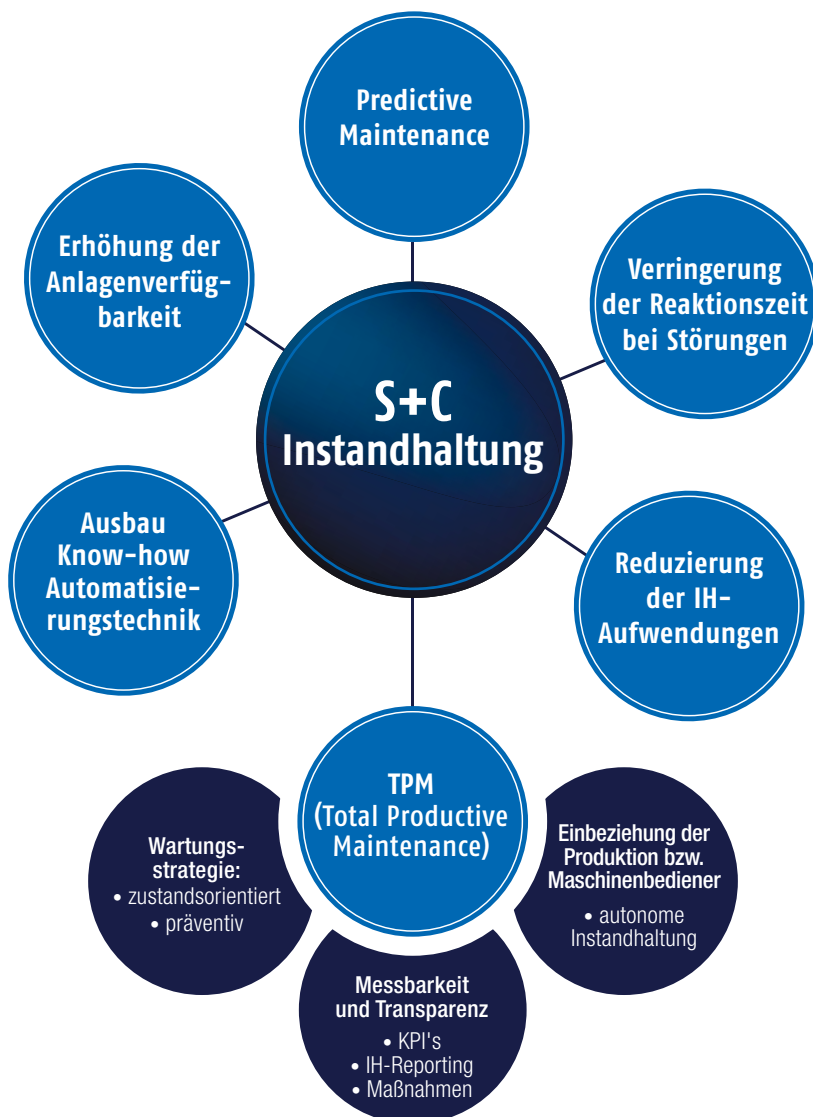 Predictive
Maintenance
Erhöhung der
Anlagenverfüg-
barkeit
Verringerung
der Reaktionszeit
bei Störungen
S+C
Instandhaltung
Ausbau
Know-how
Automatisie-
rungstechnik
Reduzierung
der IH-
Aufwendungen
TPM
(Total Productive
Maintenance)
Wartungs-
strategie:
• zustandsorientiert
• präventiv
Einbeziehung der
Produktion bzw.
Maschinenbediener
• autonome
Instandhaltung
Messbarkeit
und Transparenz
• KPI's
• IH-Reporting
• Maßnahmen